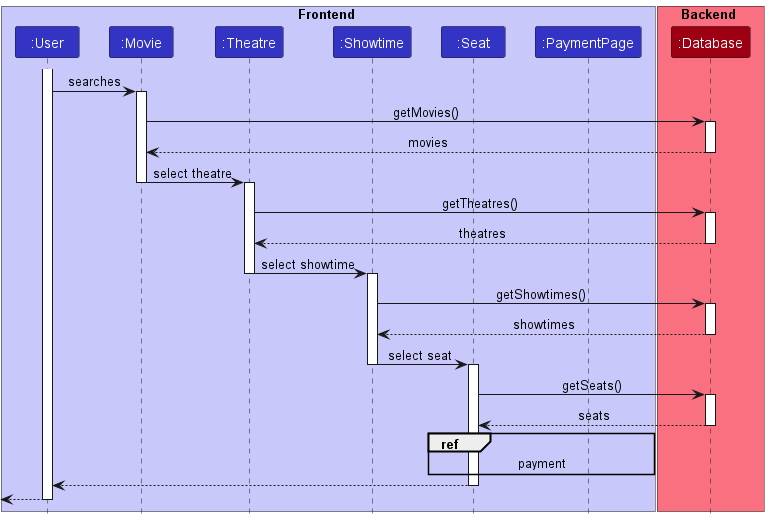 Frontend
Backend
:User
:Movie
:Theatre
:Showtime
:Seat
:PaymentPage
:Database
searches
getMovies()
movies
select theatre
getTheatres()
theatres
select showtime
getShowtimes()
showtimes
select seat
getSeats()
seats
ref
payment